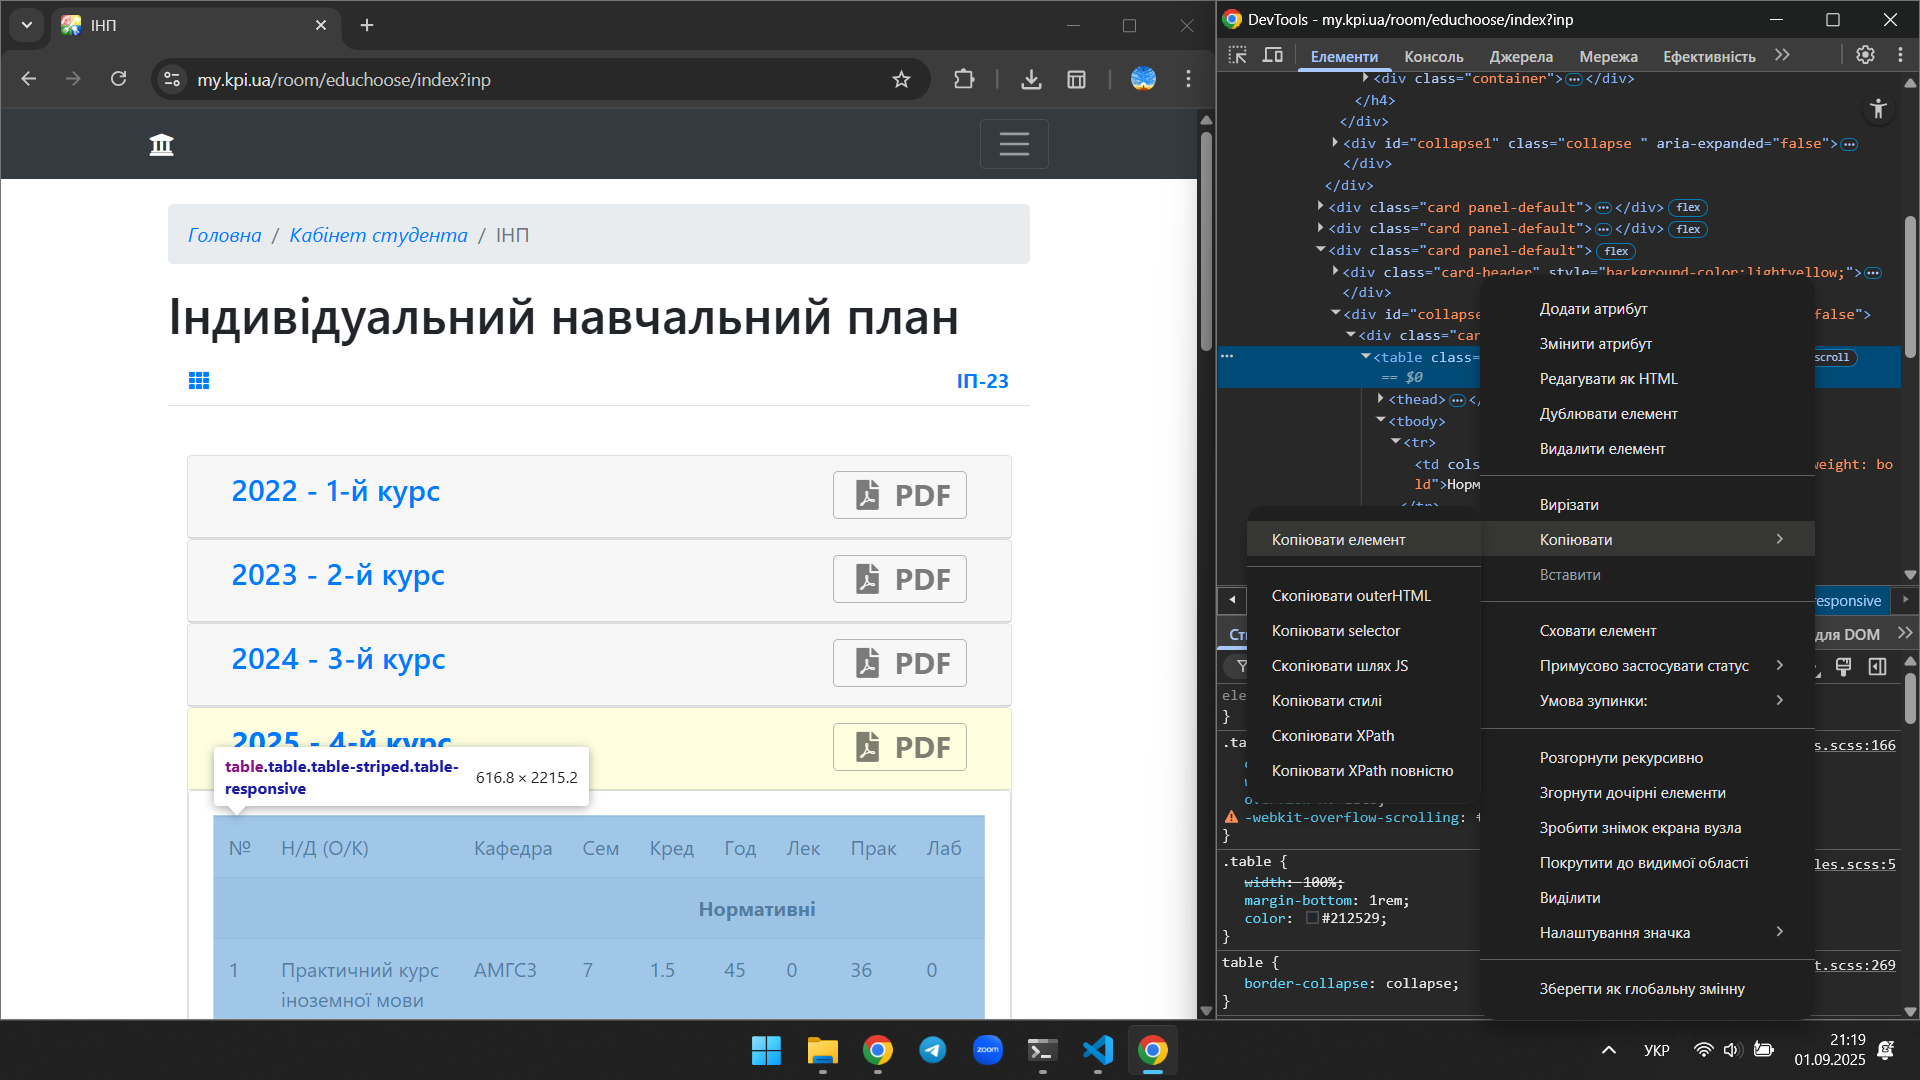 ІНП
my.kpi.ua/room/educhoose/index?inp
Головна / Кабінет студента / ІНП
Індивідуальний навчальний план
ІП-23
2022 - 1-й курс
PDF
2023 - 2-й курс
PDF
2024 - 3-й курс
PDF
2025 - 4-й курс
PDF
table.table.table-striped.table-responsive 616.8 × 2215.2
№ Н/Д (О/К) Кафедра Сем Кред Год Лек Прак Лаб
Нормативні
1 Практичний курс іноземної мови АМГС3 7 1.5 45 0 36 0
DevTools - my.kpi.ua/room/educhoose/index?inp
Елементи Консоль Джерела Мережа Ефективність
<div class="container"> </div>
</h4>
</div>
<div id="collapse1" class="collapse " aria-expanded="false">
</div>
</div>
<div class="card panel-default"> </div> flex
<div class="card panel-default"> </div> flex
<div class="card panel-default"> flex
<div class="card-header" style="background-color:lightyellow;">
</div>
<div id="collapse false">
<div class="car
<table class= scroll
== $0
<thead> </
<tbody>
<tr>
<td cols weight: bo
ld">Норм
</tr>
Додати атрибут
Змінити атрибут
Редагувати як HTML
Дублювати елемент
Видалити елемент
Вирізати
Копіювати
Вставити
Сховати елемент
Примусово застосувати статус
Умова зупинки:
Розгорнути рекурсивно
Згорнути дочірні елементи
Зробити знімок екрана вузла
Покрутити до видимої області
Виділити
Налаштування значка
Зберегти як глобальну змінну
Копіювати елемент
Скопіювати outerHTML
Копіювати selector
Скопіювати шлях JS
Копіювати стилі
Скопіювати XPath
Копіювати XPath повністю
responsive
Ст для DOM
ele
}
.ta s.scss:166
-webkit-overflow-scrolling:
}
.table { les.scss:5
width: 100%;
margin-bottom: 1rem;
color: #212529;
}
table { t.scss:269
border-collapse: collapse;
}
zoom
УКР
21:19
01.09.2025